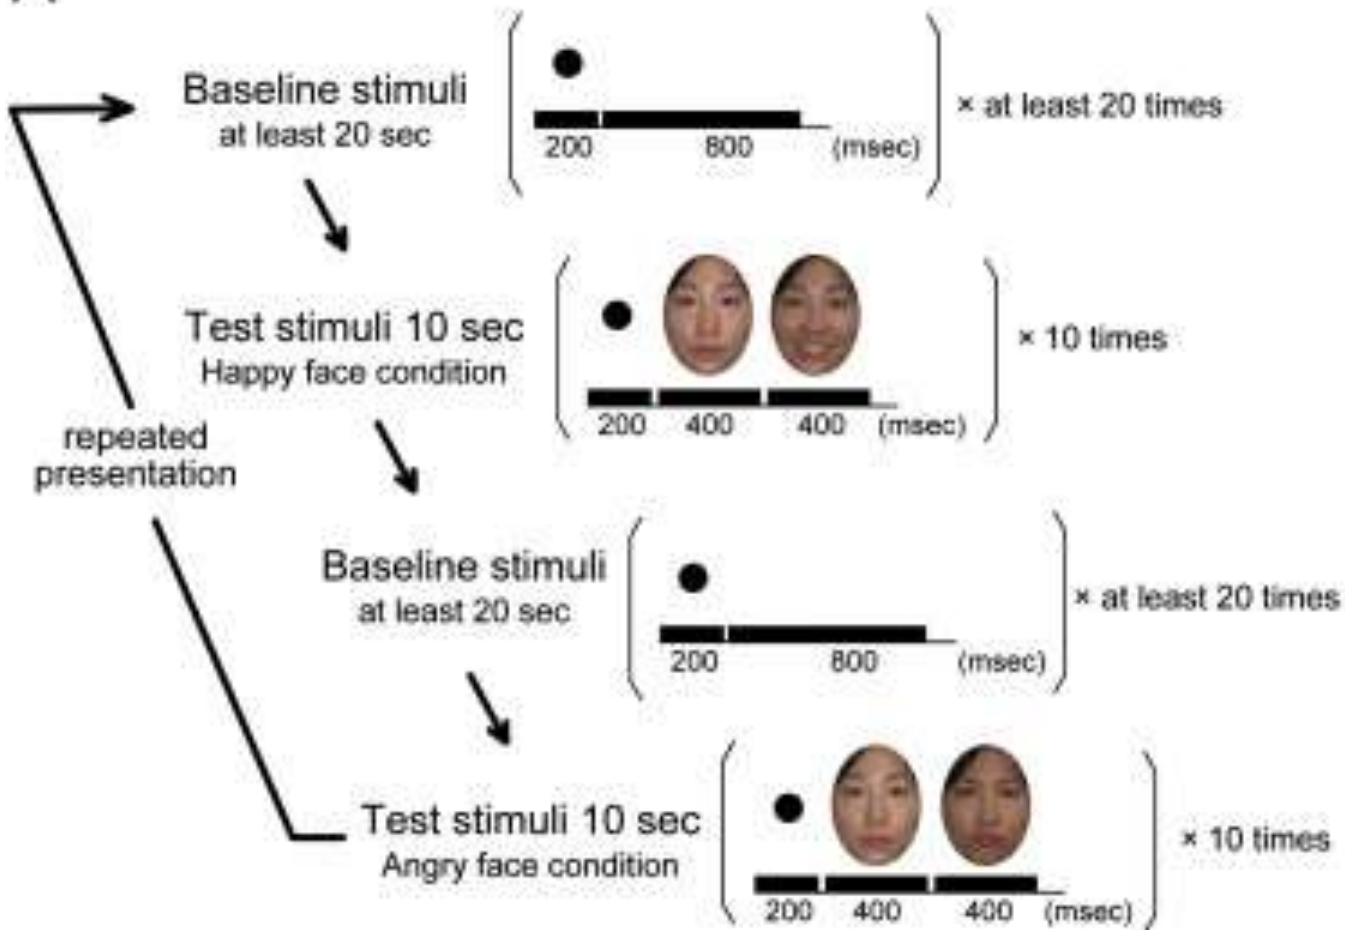 Baseline stimuli
at least 20 sec
200 800 (msec)
× at least 20 times
Test stimuli 10 sec
Happy face condition
200 400 400 (msec)
× 10 times
repeated
presentation
Baseline stimuli
at least 20 sec
200 800 (msec)
× at least 20 times
Test stimuli 10 sec
Angry face condition
200 400 400 (msec)
× 10 times